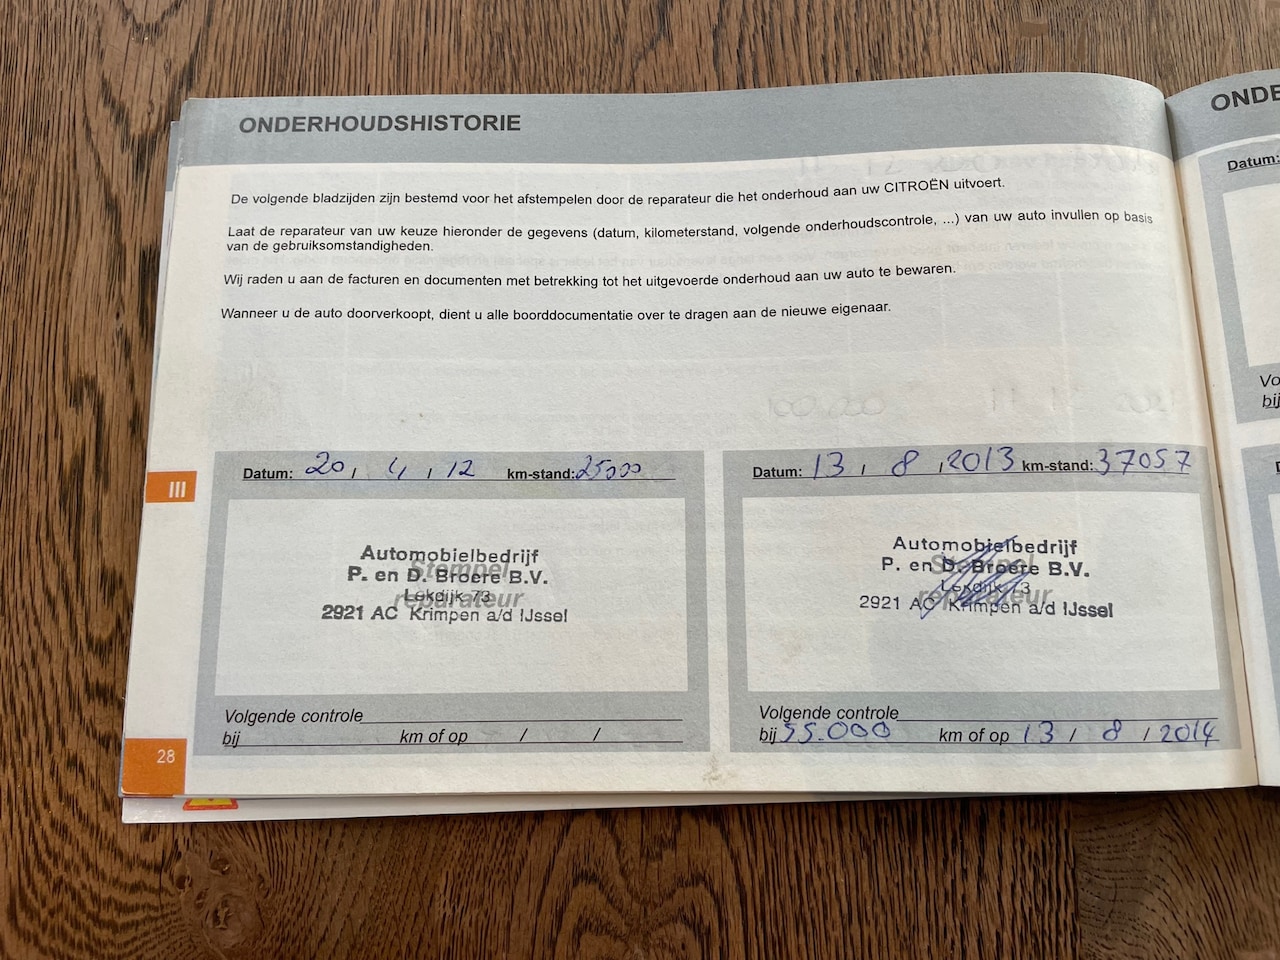 ONDERHOUDSHISTORIE
De volgende bladzijden zijn bestemd voor het afstempelen door de reparateur die het onderhoud aan uw CITROËN uitvoert.
Laat de reparateur van uw keuze hieronder de gegevens (datum, kilometerstand, volgende onderhoudscontrole, ...) van uw auto invullen op basis
van de gebruiksomstandigheden.
Wij raden u aan de facturen en documenten met betrekking tot het uitgevoerde onderhoud aan uw auto te bewaren.
Wanneer u de auto doorverkoopt, dient u alle boorddocumentatie over te dragen aan de nieuwe eigenaar.
Datum: 20 / 4 / 12 km-stand: 25000
Stempel
reparateur
Automobielbedrijf
P. en D. Broere B.V.
Lekdijk 73
2921 AC Krimpen a/d IJssel
Volgende controle
bij km of op / /
Datum: 13 / 8 / 2013 km-stand: 37057
Stempel
reparateur
Automobielbedrijf
P. en D. Broere B.V.
Lekdijk 73
2921 AC Krimpen a/d IJssel
Volgende controle
bij 55.000 km of op 13 / 8 / 2014
III
28
ONDE
Datum:
Vo
bij